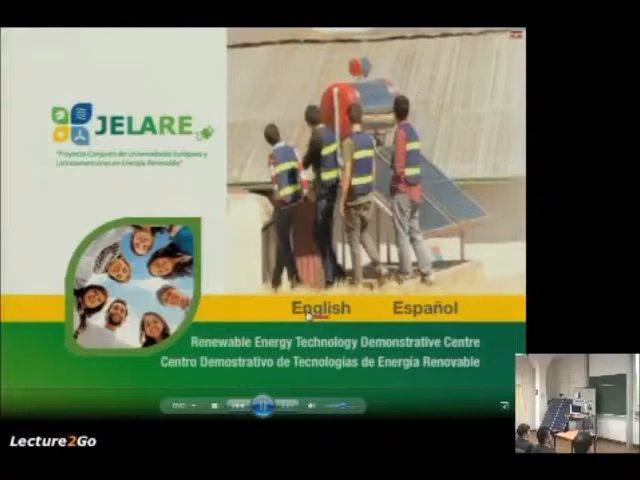 JELARE
"Proyecto Conjunto de Universidades Europeas y
Latinoamericanas en Energía Renovable"
English Español
Renewable Energy Technology Demonstrative Centre
Centro Demostrativo de Tecnologías de Energía Renovable
DVD
Lecture2Go